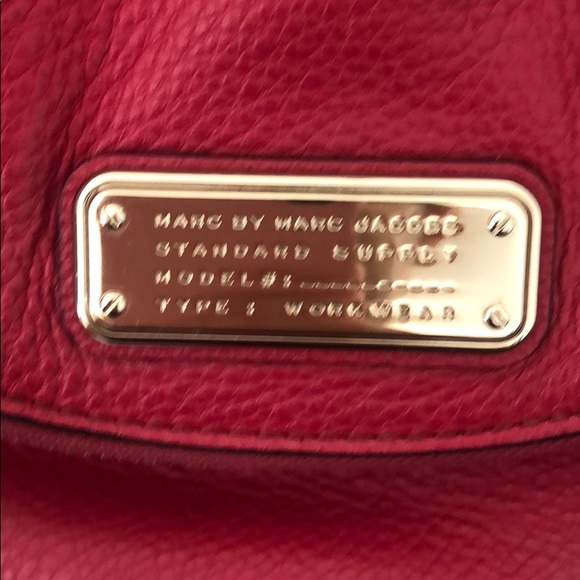 MARC BY MARC JACOBS
STANDARD SUPPLY
MODEL#:
TYPE: WORKWEAR